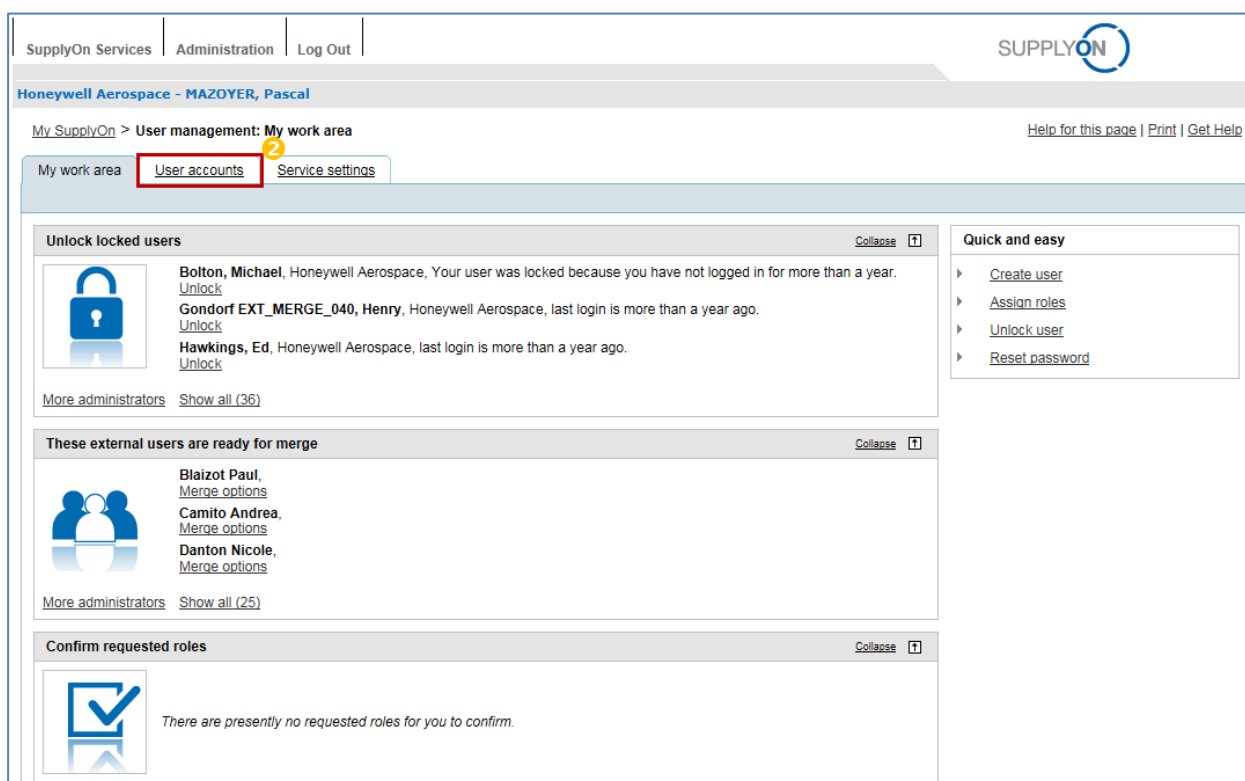 SupplyOn Services Administration Log Out
SUPPLYON
Honeywell Aerospace - MAZOYER, Pascal
My SupplyOn > User management: My work area
Help for this page | Print | Get Help
2
My work area User accounts Service settings
Unlock locked users Collapse
Bolton, Michael, Honeywell Aerospace, Your user was locked because you have not logged in for more than a year.
Unlock
Gondorf EXT_MERGE_040, Henry, Honeywell Aerospace, last login is more than a year ago.
Unlock
Hawkings, Ed, Honeywell Aerospace, last login is more than a year ago.
Unlock
More administrators Show all (36)
Quick and easy
Create user
Assign roles
Unlock user
Reset password
These external users are ready for merge Collapse
Blaizot Paul,
Merge options
Camito Andrea,
Merge options
Danton Nicole,
Merge options
More administrators Show all (25)
Confirm requested roles Collapse
There are presently no requested roles for you to confirm.